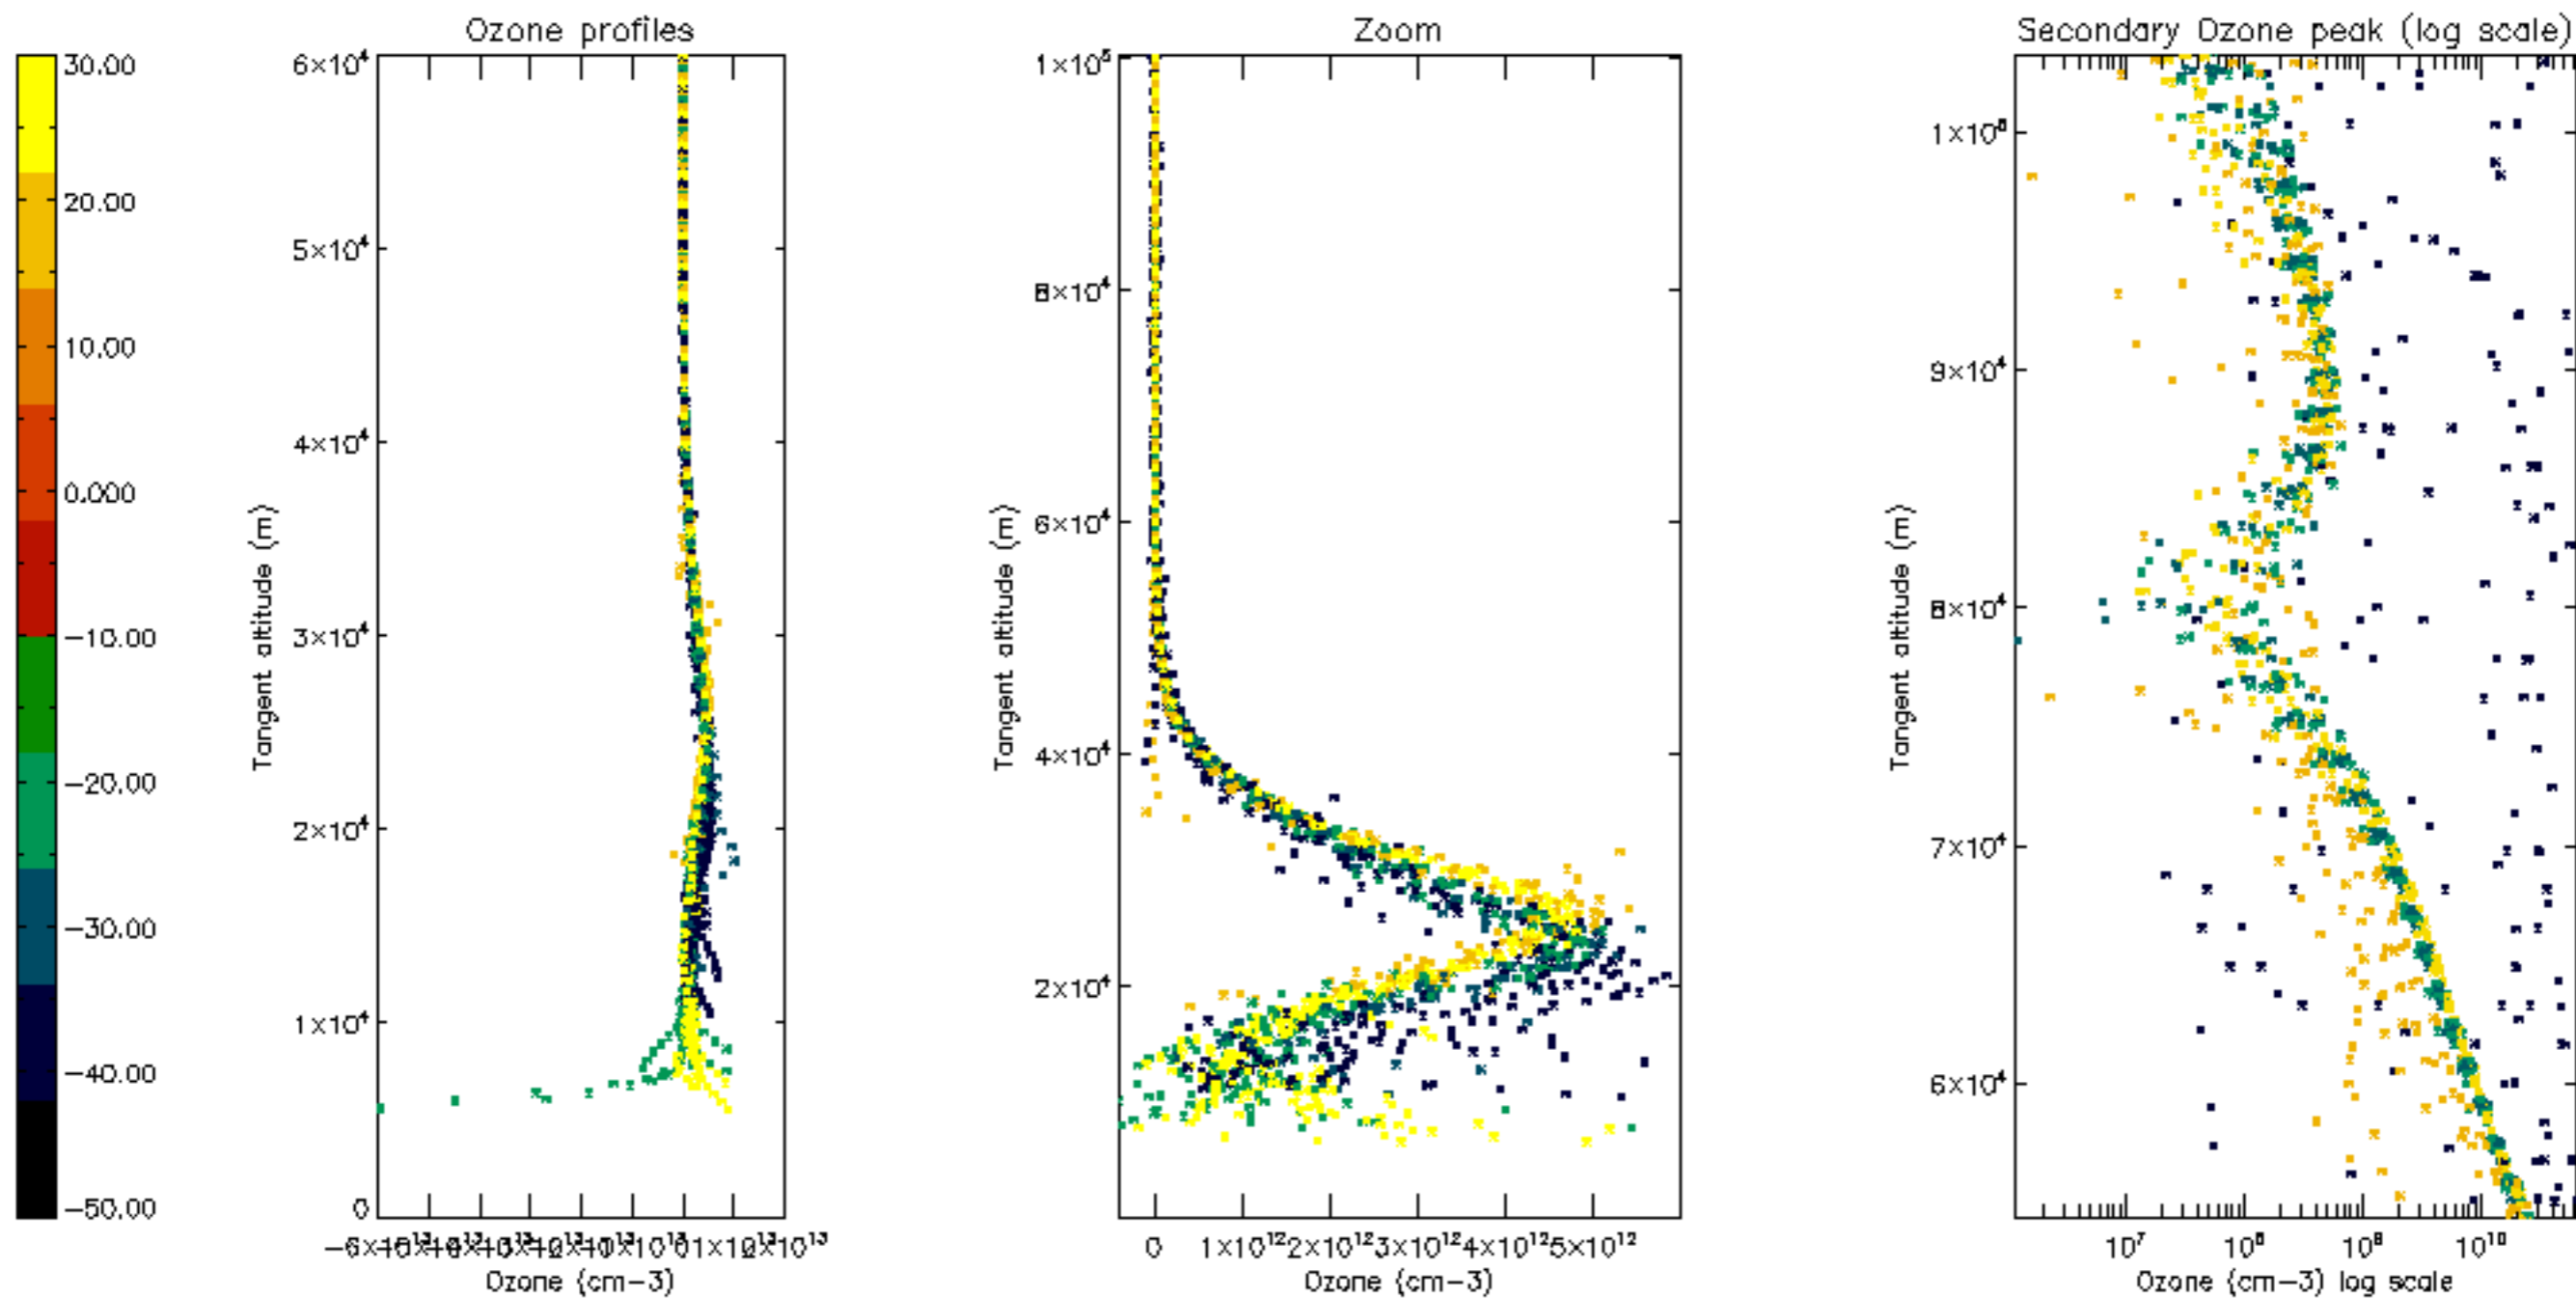 Ozone profiles
Zoom
Secondary Ozone peak (log scale)
30.00
20.00
10.00
0.000
−10.00
−20.00
−30.00
−40.00
−50.00
Tangent altitude (m)
6×10⁴
5×10⁴
4×10⁴
3×10⁴
2×10⁴
1×10⁴
0
Ozone (cm−3)
Tangent altitude (m)
1×10⁵
8×10⁴
6×10⁴
4×10⁴
2×10⁴
0 1×10¹² 2×10¹² 3×10¹² 4×10¹² 5×10¹²
Ozone (cm−3)
Tangent altitude (m)
9×10⁴
8×10⁴
7×10⁴
6×10⁴
10⁷ 10⁸ 10⁹ 10¹⁰
Ozone (cm−3) log scale